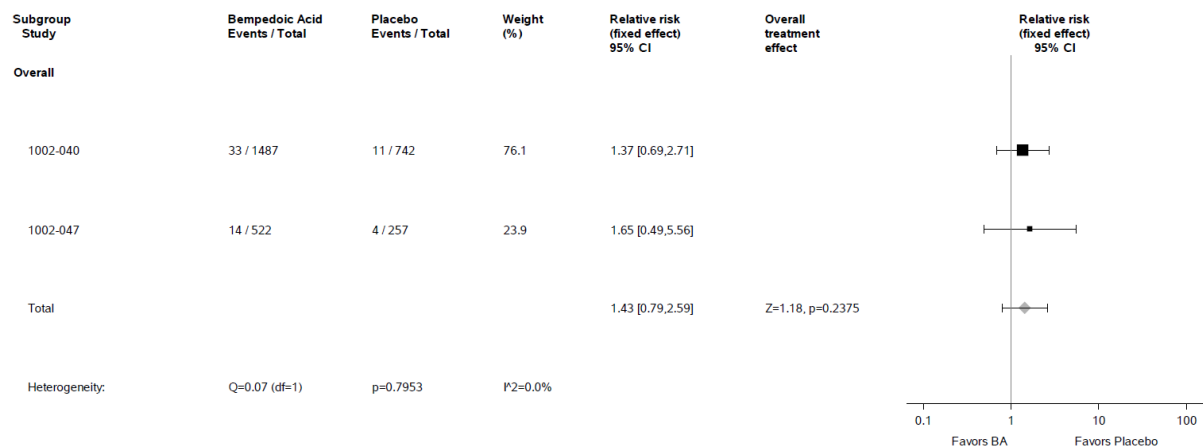 Subgroup Bempedoic Acid Placebo Weight Relative risk Overall Relative risk
Study Events / Total Events / Total (%) (fixed effect) treatment (fixed effect)
95% CI effect 95% CI
Overall
1002-040 33 / 1487 11 / 742 76.1 1.37 [0.69,2.71]
1002-047 14 / 522 4 / 257 23.9 1.65 [0.49,5.56]
Total 1.43 [0.79,2.59] Z=1.18, p=0.2375
Heterogeneity: Q=0.07 (df=1) p=0.7953 I^2=0.0%
0.1 1 10 100
Favors BA Favors Placebo